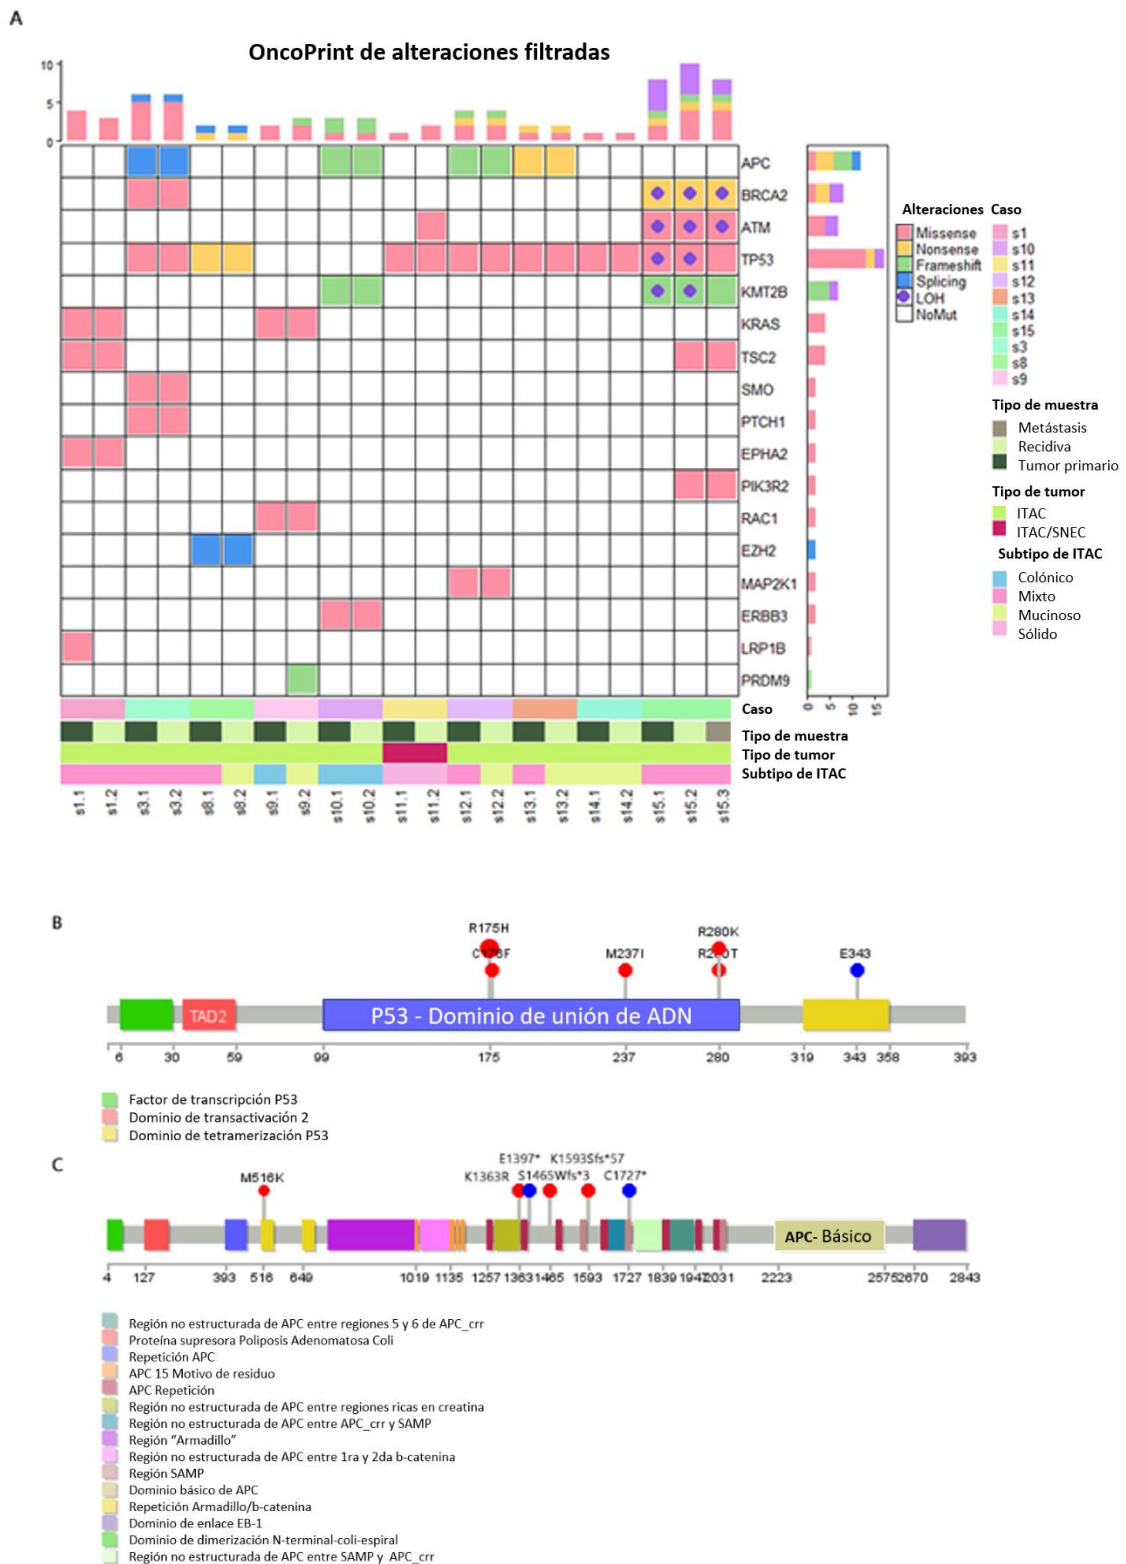 A
OncoPrint de alteraciones filtradas
10
5
0
APC
BRCA2
ATM
TP53
KMT2B
KRAS
TSC2
SMO
PTCH1
EPHA2
PIK3R2
RAC1
EZH2
MAP2K1
ERBB3
LRP1B
PRDM9
0 5 10 15
Caso
Tipo de muestra
Tipo de tumor
Subtipo de ITAC
s1.1 s1.2 s3.1 s3.2 s8.1 s8.2 s9.1 s9.2 s10.1 s10.2 s11.1 s11.2 s12.1 s12.2 s13.1 s13.2 s14.1 s14.2 s15.1 s15.2 s15.3
Alteraciones
Missense
Nonsense
Frameshift
Splicing
LOH
NoMut
Caso
s1
s10
s11
s12
s13
s14
s15
s3
s8
s9
Tipo de muestra
Metástasis
Recidiva
Tumor primario
Tipo de tumor
ITAC
ITAC/SNEC
Subtipo de ITAC
Colónico
Mixto
Mucinoso
Sólido
B
R175H R280K
C176F M237I R280T E343
TAD2 P53 - Dominio de unión de ADN
6 30 59 99 175 237 280 319 343 358 393
Factor de transcripción P53
Dominio de transactivación 2
Dominio de tetramerización P53
C
E1397* K1593Sfs*57
M516K K1363R S1465Wfs*3 C1727*
APC- Básico
4 127 393 516 649 1019 1135 1257 1363 1465 1593 1727 1839 1942 2031 2223 2575 2670 2843
Región no estructurada de APC entre regiones 5 y 6 de APC_crr
Proteína supresora Poliposis Adenomatosa Coli
Repetición APC
APC 15 Motivo de residuo
APC Repetición
Región no estructurada de APC entre regiones ricas en creatina
Región no estructurada de APC entre APC_crr y SAMP
Región “Armadillo”
Región no estructurada de APC entre 1ra y 2da b-catenina
Región SAMP
Dominio básico de APC
Repetición Armadillo/b-catenina
Dominio de enlace EB-1
Dominio de dimerización N-terminal-coli-espiral
Región no estructurada de APC entre SAMP y APC_crr